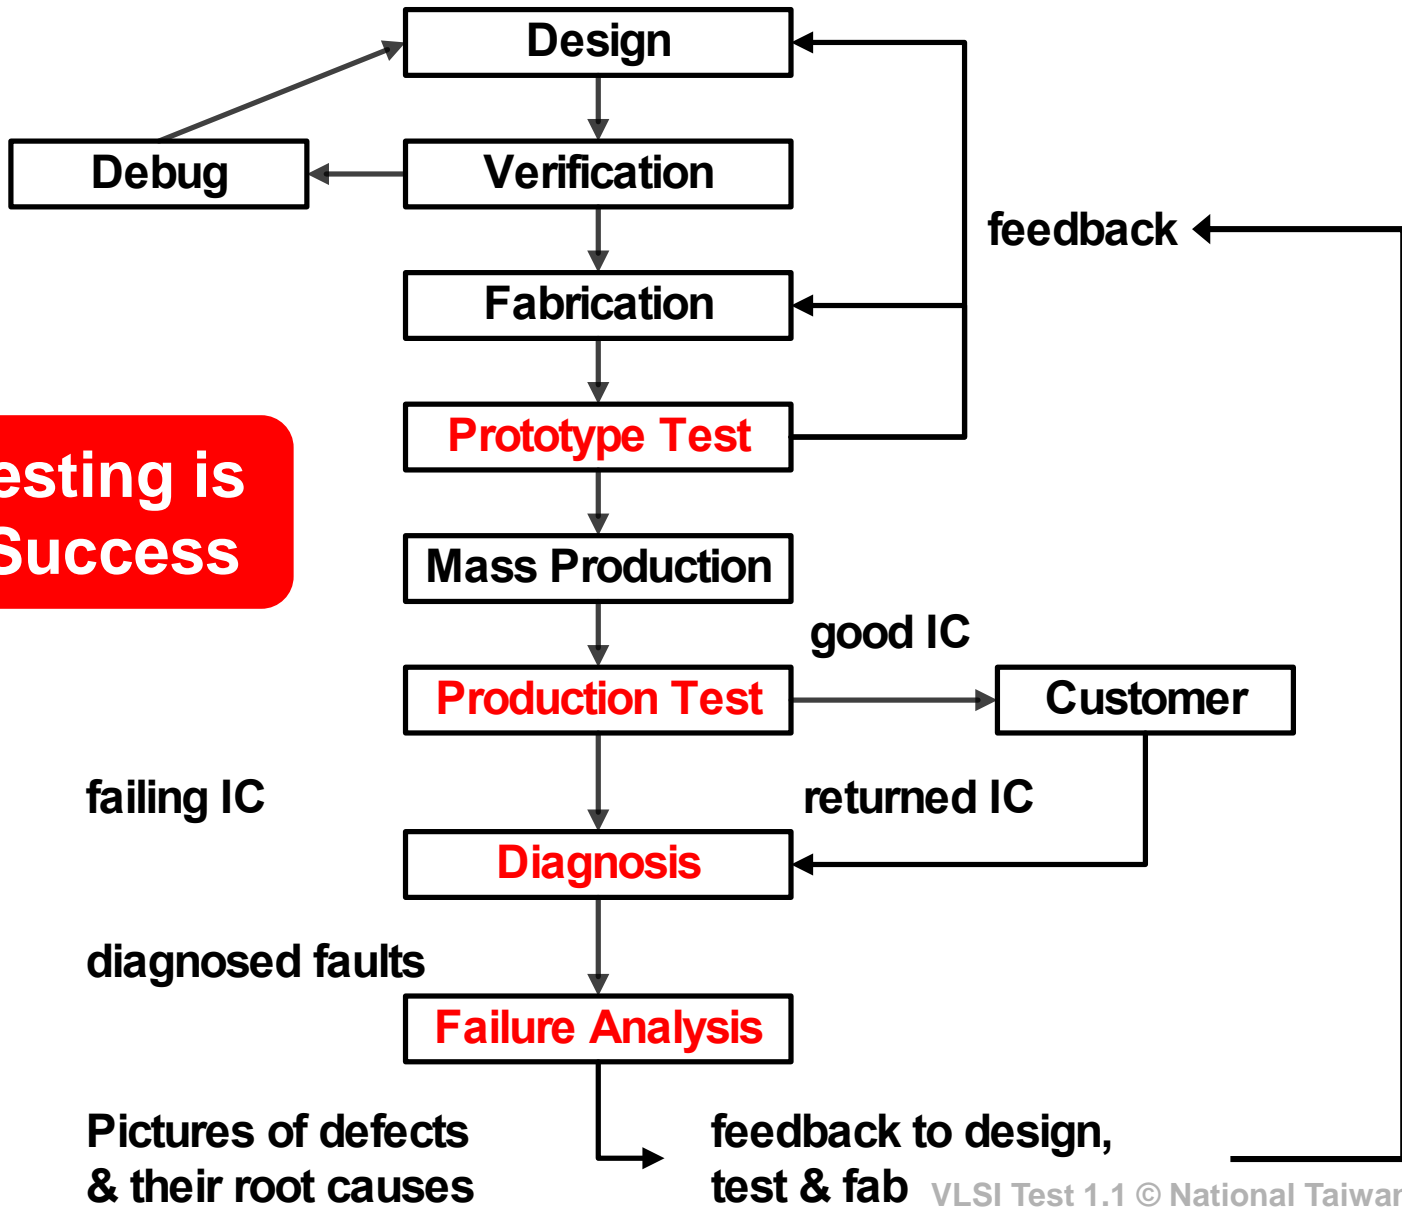 Design
Debug
Verification
feedback
Fabrication
Prototype Test
esting is
Success
Mass Production
good IC
Production Test
Customer
failing IC
returned IC
Diagnosis
diagnosed faults
Failure Analysis
Pictures of defects
& their root causes
feedback to design,
test & fab
VLSI Test 1.1 © National Taiwan